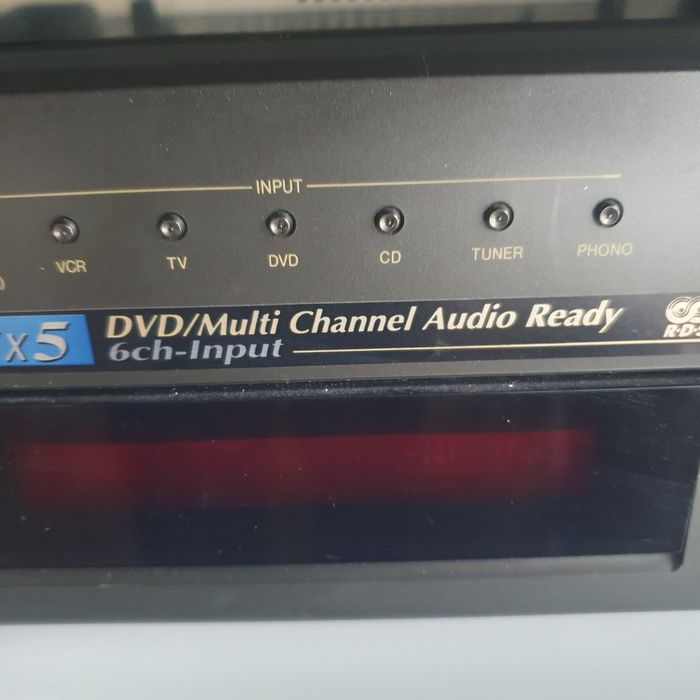 INPUT
VCR TV DVD CD TUNER PHONO
x5 DVD/Multi Channel Audio Ready
6ch-Input